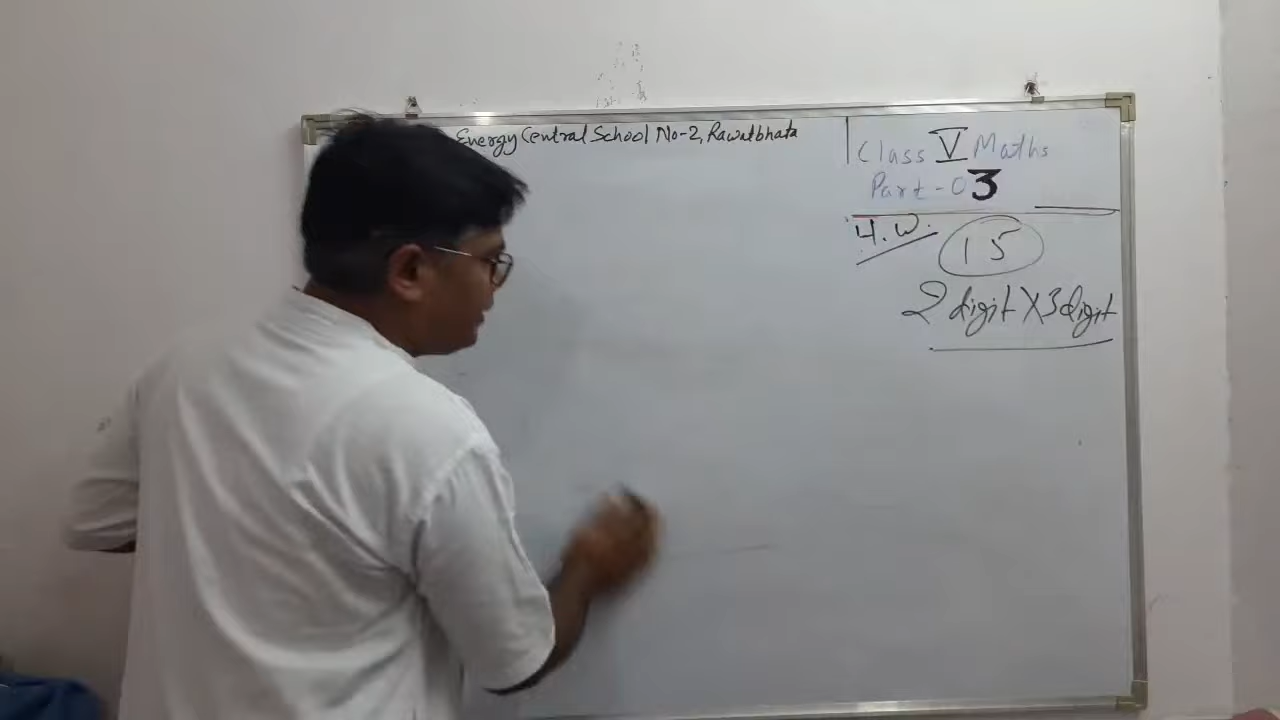 Energy Central School No-2, Rawatbhata
Class V Maths
Part-03
H.W. 15
2 digit X 3 digit